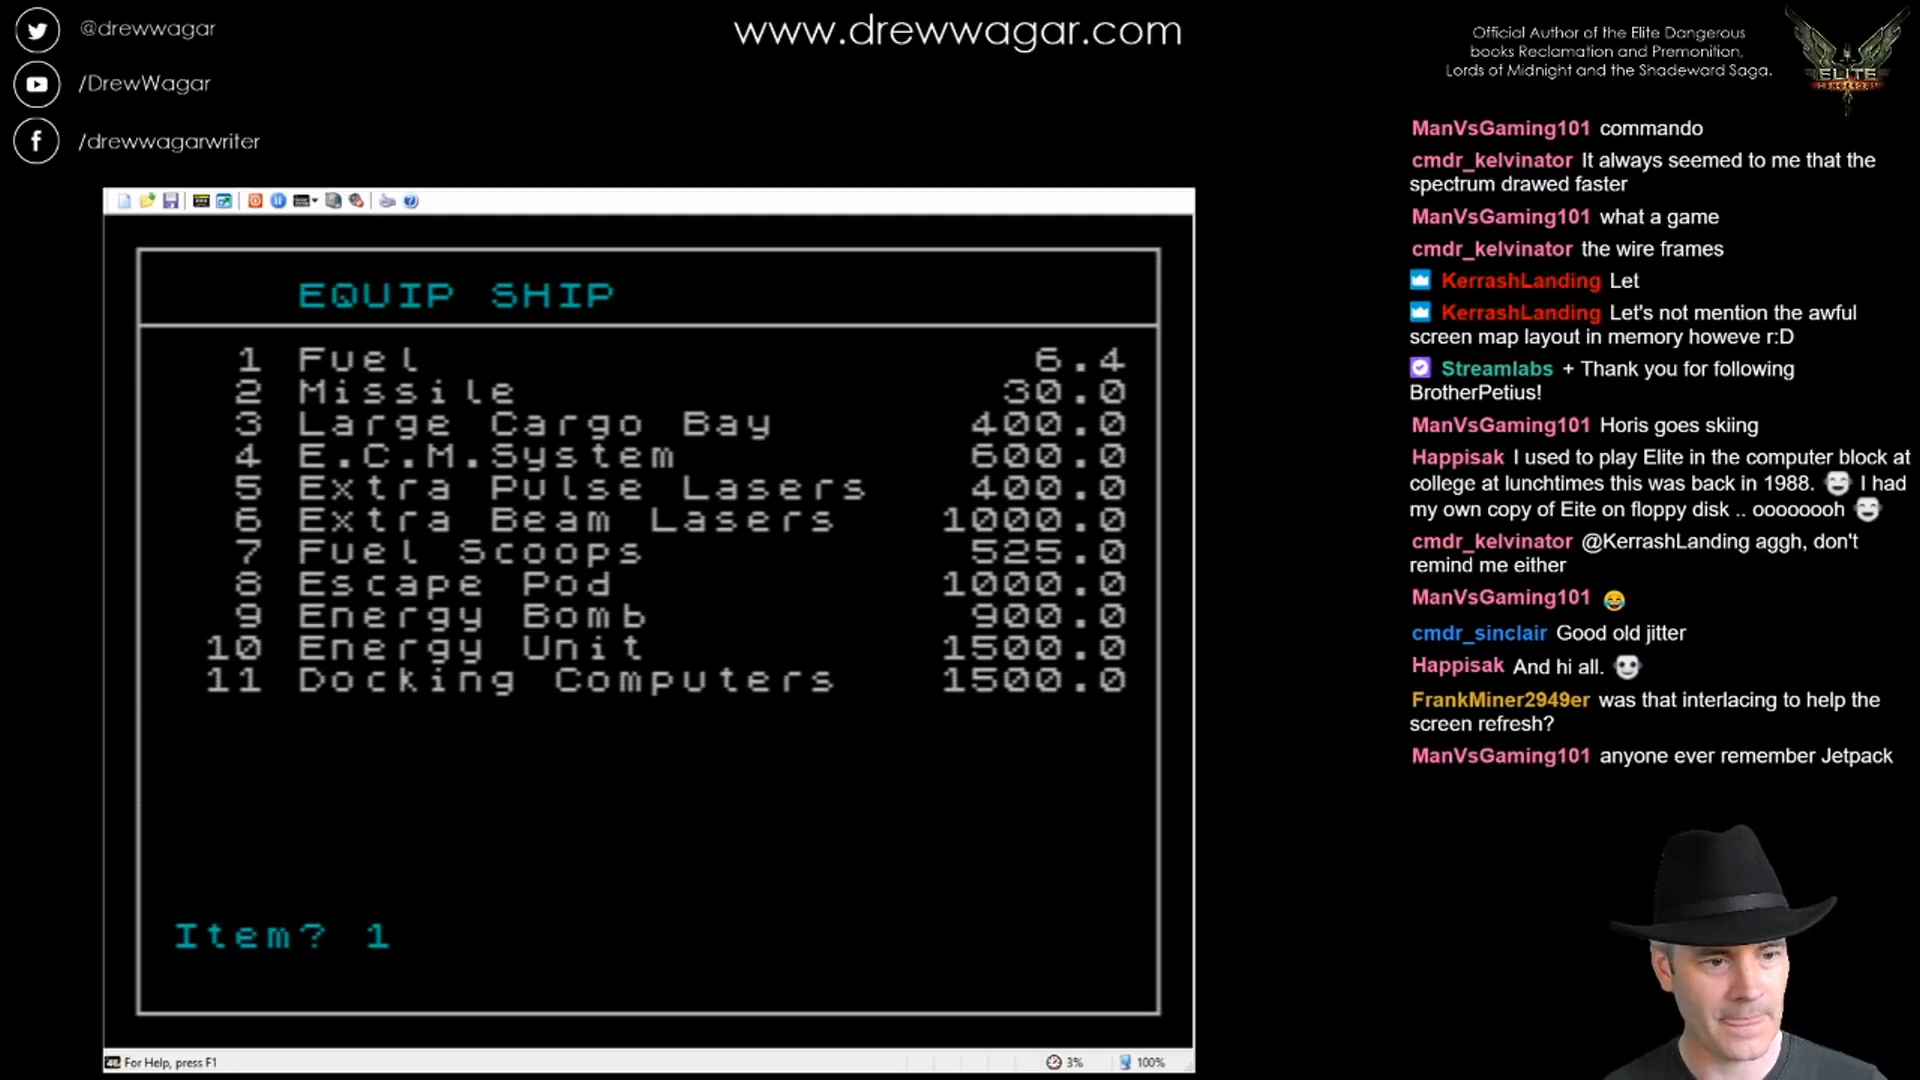 @drewwagar
/DrewWagar
/drewwagarwriter
www.drewwagar.com
Official Author of the Elite Dangerous
books Reclamation and Premonition,
Lords of Midnight and the Shadeward Saga.
ELITE
DANGEROUS
EQUIP SHIP
1 Fuel 6.4
2 Missile 30.0
3 Large Cargo Bay 400.0
4 E.C.M.System 600.0
5 Extra Pulse Lasers 400.0
6 Extra Beam Lasers 1000.0
7 Fuel Scoops 525.0
8 Escape Pod 1000.0
9 Energy Bomb 900.0
10 Energy Unit 1500.0
11 Docking Computers 1500.0
Item? 1
For Help, press F1
3%
100%
ManVsGaming101 commando
cmdr_kelvinator It always seemed to me that the
spectrum drawed faster
ManVsGaming101 what a game
cmdr_kelvinator the wire frames
KerrashLanding Let
KerrashLanding Let's not mention the awful
screen map layout in memory howeve r:D
Streamlabs + Thank you for following
BrotherPetius!
ManVsGaming101 Horis goes skiing
Happisak I used to play Elite in the computer block at
college at lunchtimes this was back in 1988. I had
my own copy of Eite on floppy disk .. ooooooh
cmdr_kelvinator @KerrashLanding aggh, don't
remind me either
ManVsGaming101
cmdr_sinclair Good old jitter
Happisak And hi all.
FrankMiner2949er was that interlacing to help the
screen refresh?
ManVsGaming101 anyone ever remember Jetpack